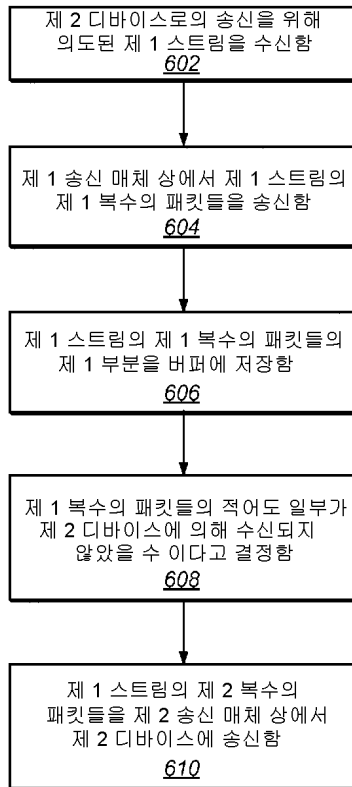 제 2 디바이스로의 송신을 위해
의도된 제 1 스트림을 수신함
602
제 1 송신 매체 상에서 제 1 스트림의
제 1 복수의 패킷들을 송신함
604
제 1 스트림의 제 1 복수의 패킷들의
제 1 부분을 버퍼에 저장함
606
제 1 복수의 패킷들의 적어도 일부가
제 2 디바이스에 의해 수신되지
않았을 수 이다고 결정함
608
제 1 스트림의 제 2 복수의
패킷들을 제 2 송신 매체 상에서
제 2 디바이스에 송신함
610